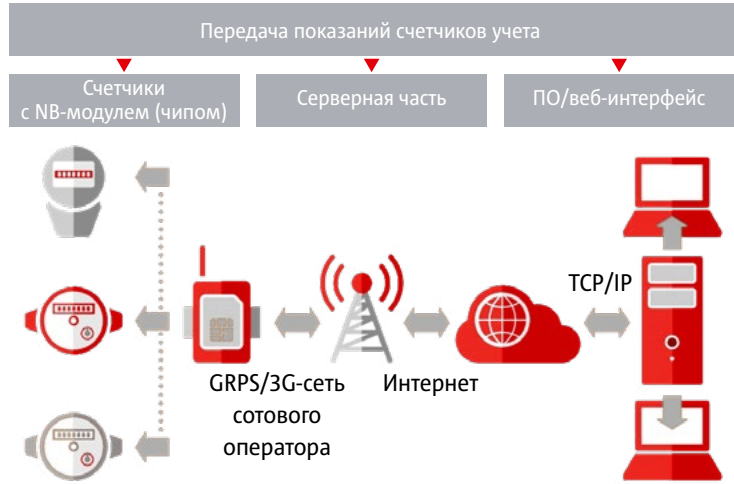 Передача показаний счетчиков учета
Счетчики
с NB-модулем (чипом)
Серверная часть
ПО/веб-интерфейс
TCP/IP
GRPS/3G-сеть
сотового
оператора
Интернет